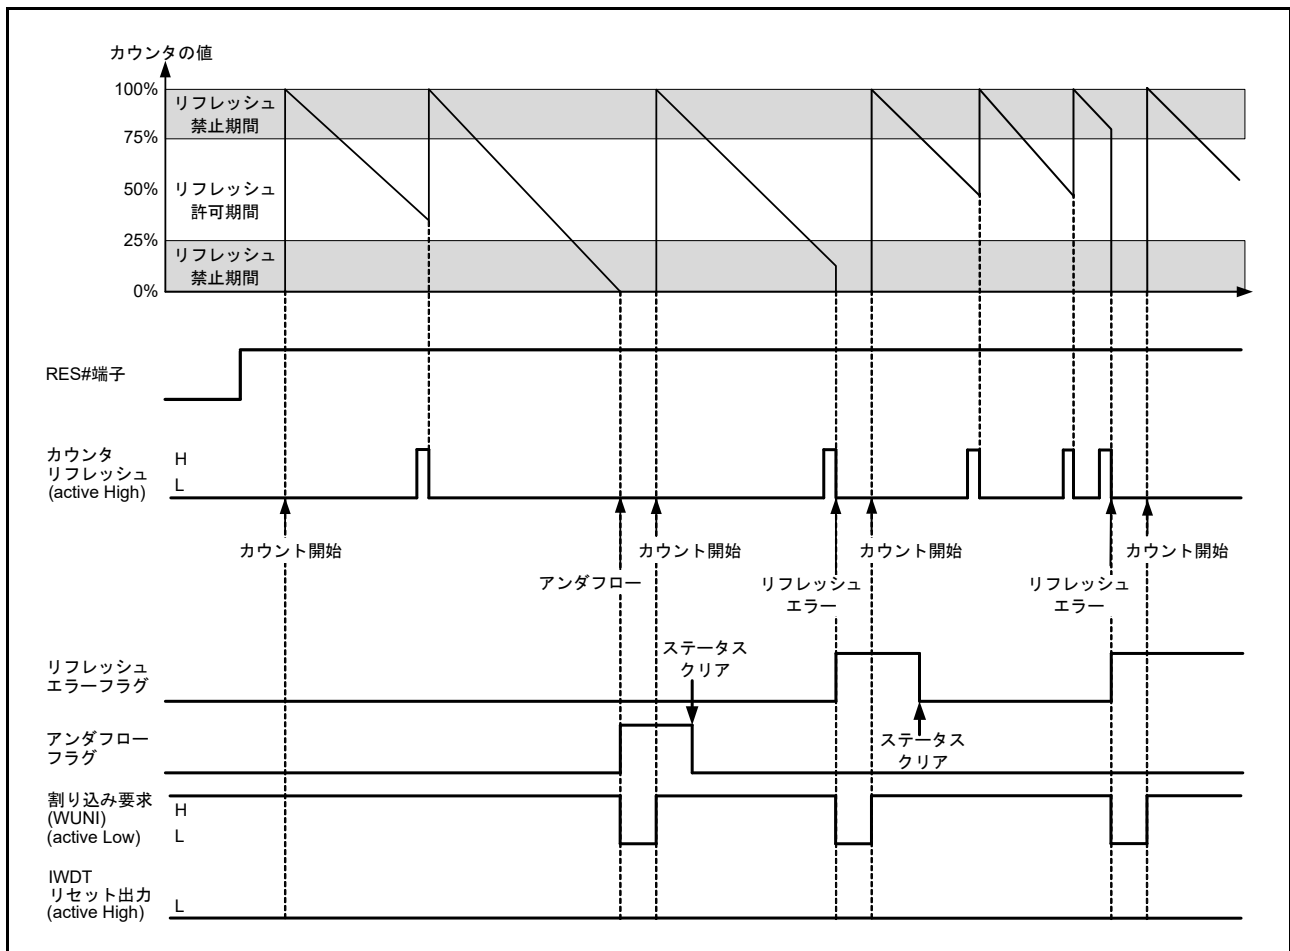 カウンタの値
100%
リフレッシュ
禁止期間
75%
50%
リフレッシュ
許可期間
25%
リフレッシュ
禁止期間
0%
RES#端子
カウンタ
リフレッシュ
(active High)
H
L
カウント開始
カウント開始
カウント開始
カウント開始
アンダフロー
リフレッシュ
エラー
リフレッシュ
エラー
ステータス
クリア
リフレッシュ
エラーフラグ
アンダフロー
フラグ
ステータス
クリア
割り込み要求
(WUNI)
(active Low)
H
L
IWDT
リセット出力
(active High)
L